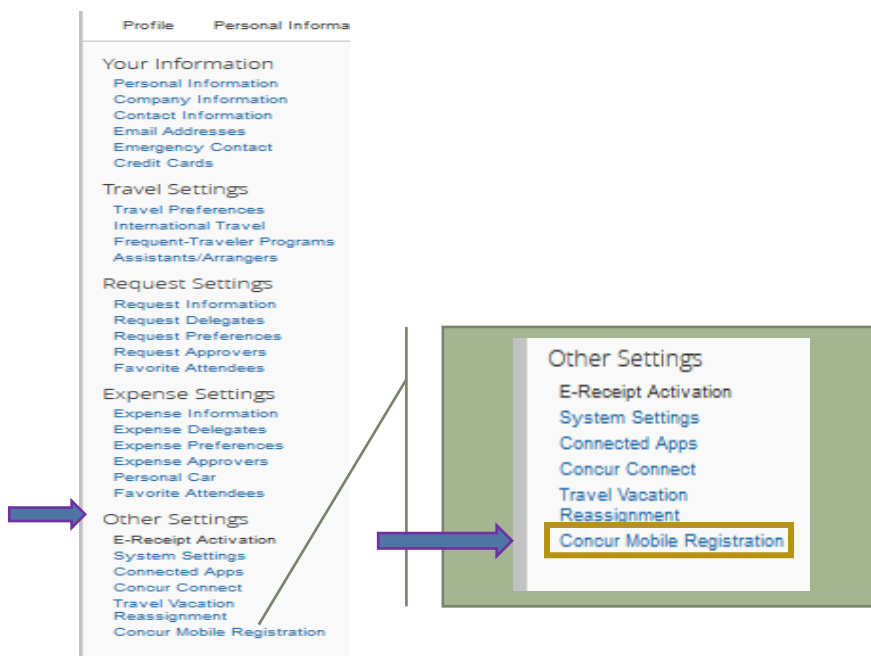 Profile Personal Informa
Your Information
Personal Information
Company Information
Contact Information
Email Addresses
Emergency Contact
Credit Cards
Travel Settings
Travel Preferences
International Travel
Frequent-Traveler Programs
Assistants/Arrangers
Request Settings
Request Information
Request Delegates
Request Preferences
Request Approvers
Favorite Attendees
Expense Settings
Expense Information
Expense Delegates
Expense Preferences
Expense Approvers
Personal Car
Favorite Attendees
Other Settings
E-Receipt Activation
System Settings
Connected Apps
Concur Connect
Travel Vacation
Reassignment
Concur Mobile Registration
Other Settings
E-Receipt Activation
System Settings
Connected Apps
Concur Connect
Travel Vacation
Reassignment
Concur Mobile Registration